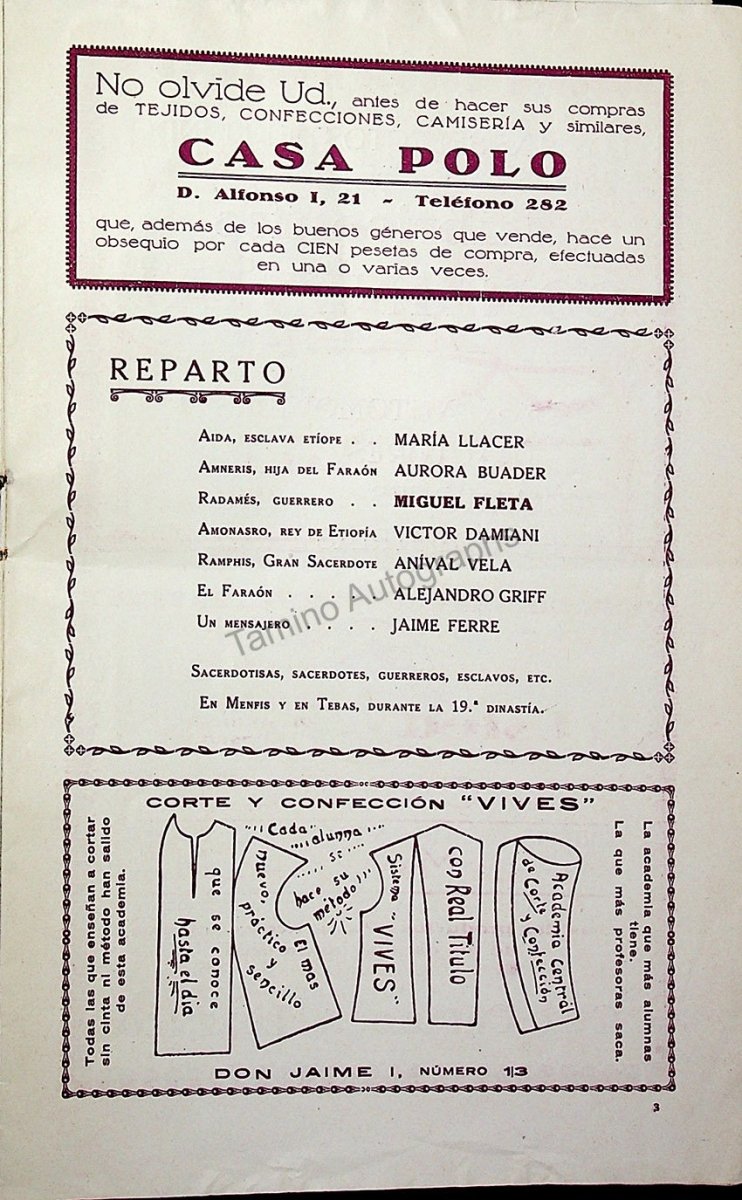 No olvide Ud., antes de hacer sus compras
de TEJIDOS, CONFECCIONES, CAMISERÍA y similares,
CASA POLO
D. Alfonso I, 21 - Teléfono 282
que, además de los buenos géneros que vende, hace un
obsequio por cada CIEN pesetas de compra, efectuadas
en una o varias veces.
REPARTO
Aida, esclava etíope . . MARÍA LLACER
Amneris, hija del Faraón AURORA BUADER
Radamés, guerrero . . MIGUEL FLETA
Amonasro, rey de Etiopía VICTOR DAMIANI
Ramphis, Gran Sacerdote ANÍVAL VELA
El Faraón . . . . . ALEJANDRO GRIFF
Un mensajero . . . . JAIME FERRE
Sacerdotisas, sacerdotes, guerreros, esclavos, etc.
En Menfis y en Tebas, durante la 19.ª dinastía.
Tamino Autographs
CORTE Y CONFECCIÓN "VIVES"
Todas las que enseñan a cortar
sin cinta ni método han salido
de esta academia.
Cada
alumna
se
hace su
método
que se conoce
hasta el dia
El mas
nuevo, práctico y
sencillo
Sistema
"VIVES"
con Real Título
Academia Central
de Corte
y Confección
La academia que más alumnas
tiene.
La que más profesoras saca.
DON JAIME I, NÚMERO 1|3
3